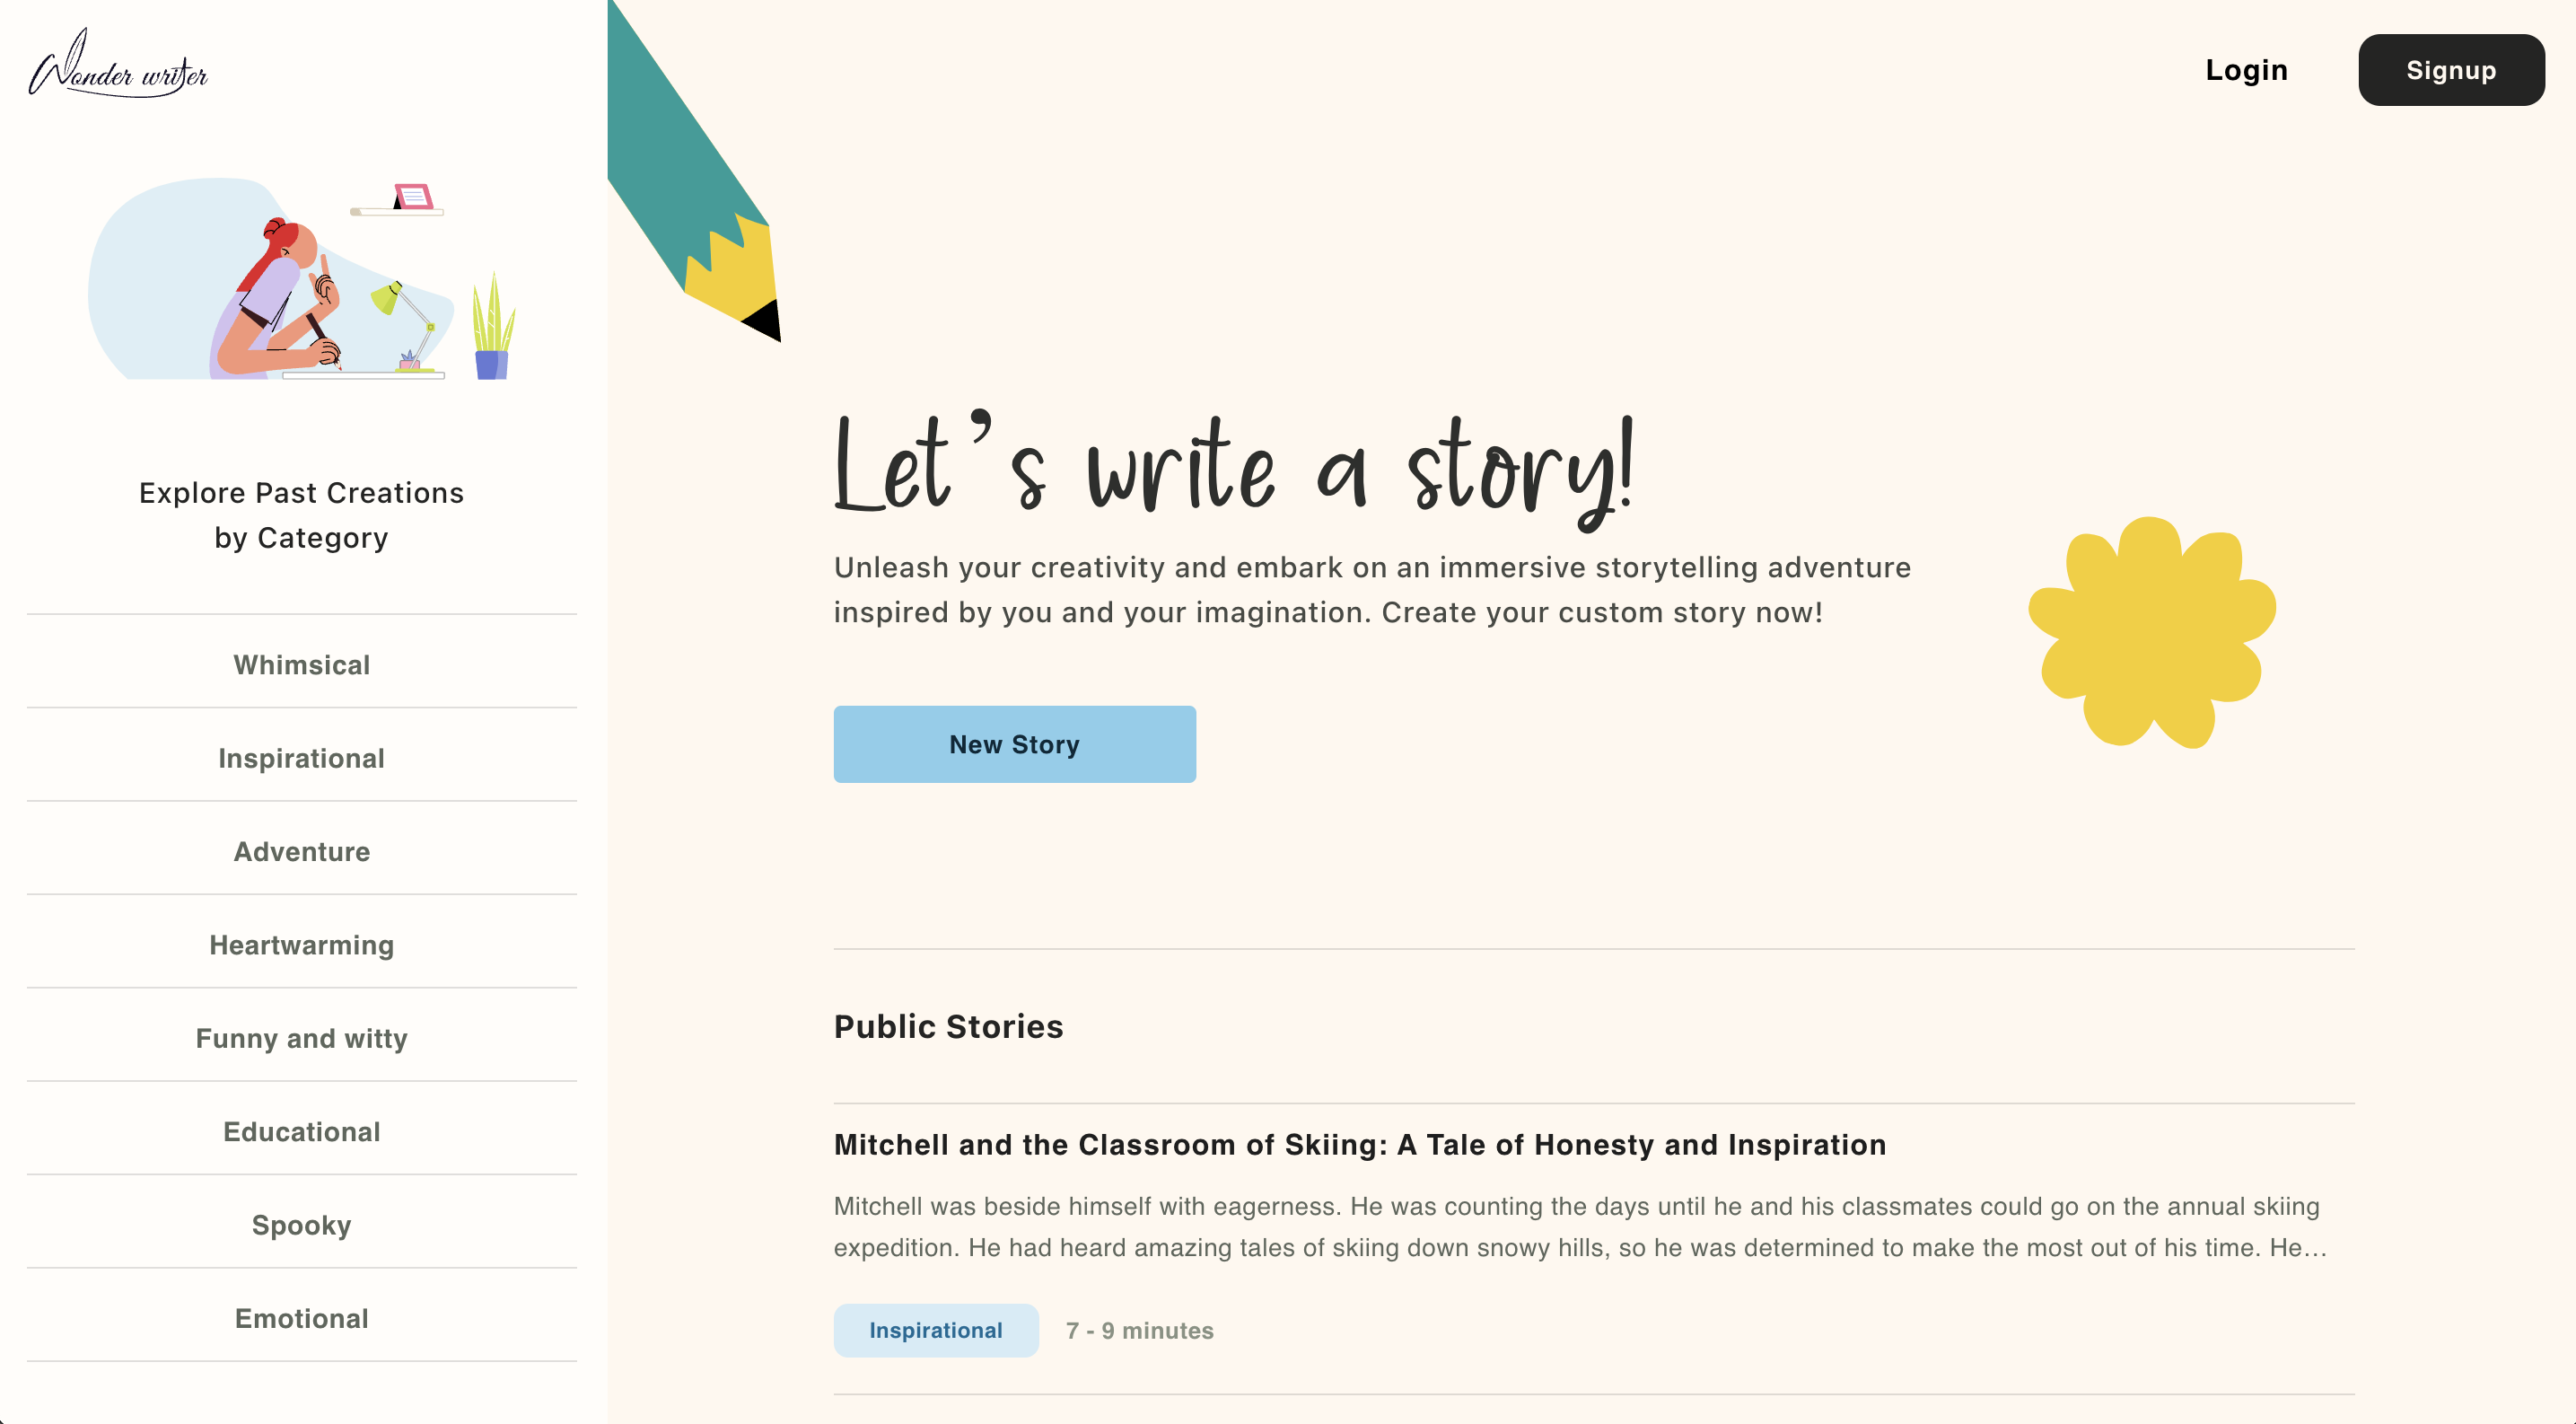 Wonder writer
Login
Signup
Explore Past Creations
by Category
Whimsical
Inspirational
Adventure
Heartwarming
Funny and witty
Educational
Spooky
Emotional
Let’s write a story!
Unleash your creativity and embark on an immersive storytelling adventure
inspired by you and your imagination. Create your custom story now!
New Story
Public Stories
Mitchell and the Classroom of Skiing: A Tale of Honesty and Inspiration
Mitchell was beside himself with eagerness. He was counting the days until he and his classmates could go on the annual skiing
expedition. He had heard amazing tales of skiing down snowy hills, so he was determined to make the most out of his time. He…
Inspirational
7 - 9 minutes